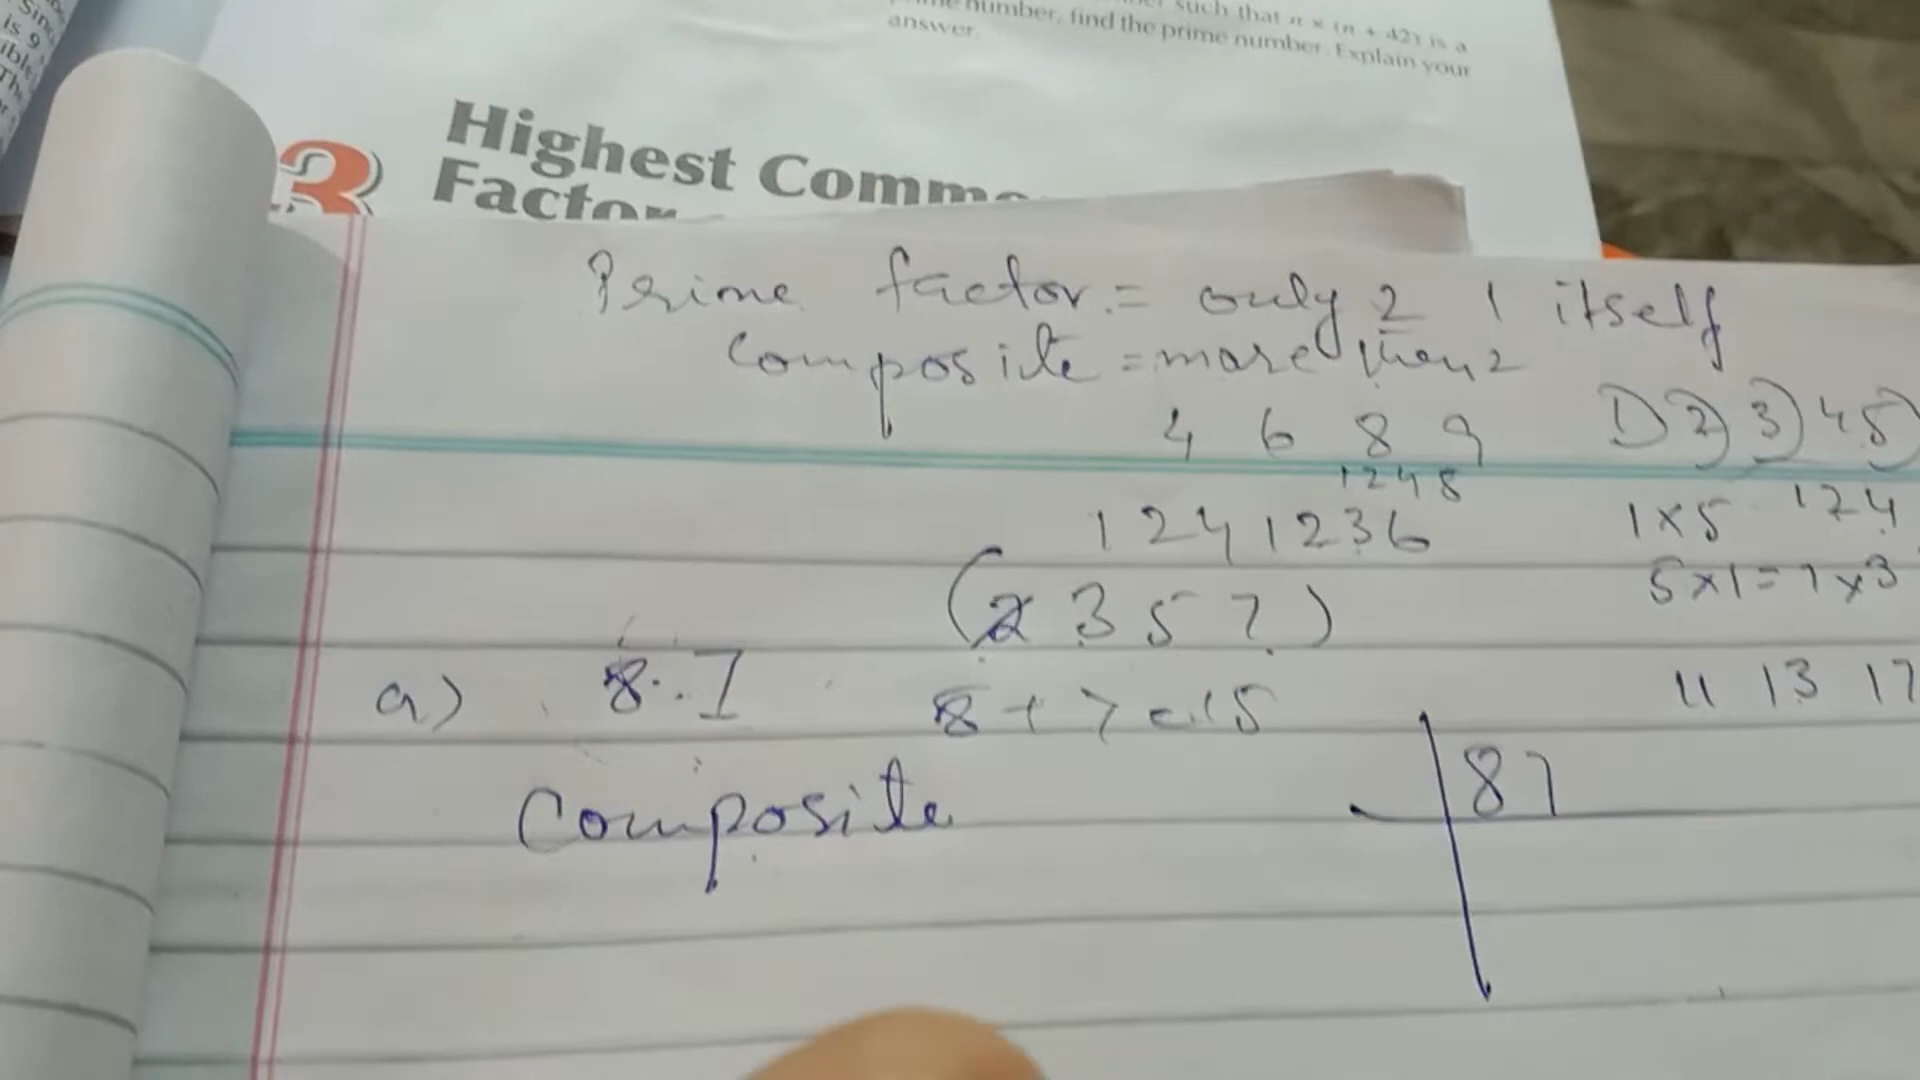 such that n × (n + 42) is a
number, find the prime number. Explain your
answer.
Highest Comm
Factor
Prime factor = only 2 1 itself
Composite = more than 2
4 6 8 9
1) 2) 3) 4 5)
1 2 4 8
1 2 4 1 2 3 6
1 x 5 1 2 4
(2 3 5 7)
5 x 1 = 1 x 3
a) 8.7 8 + 7 = 15
11 13 17
Composite
87